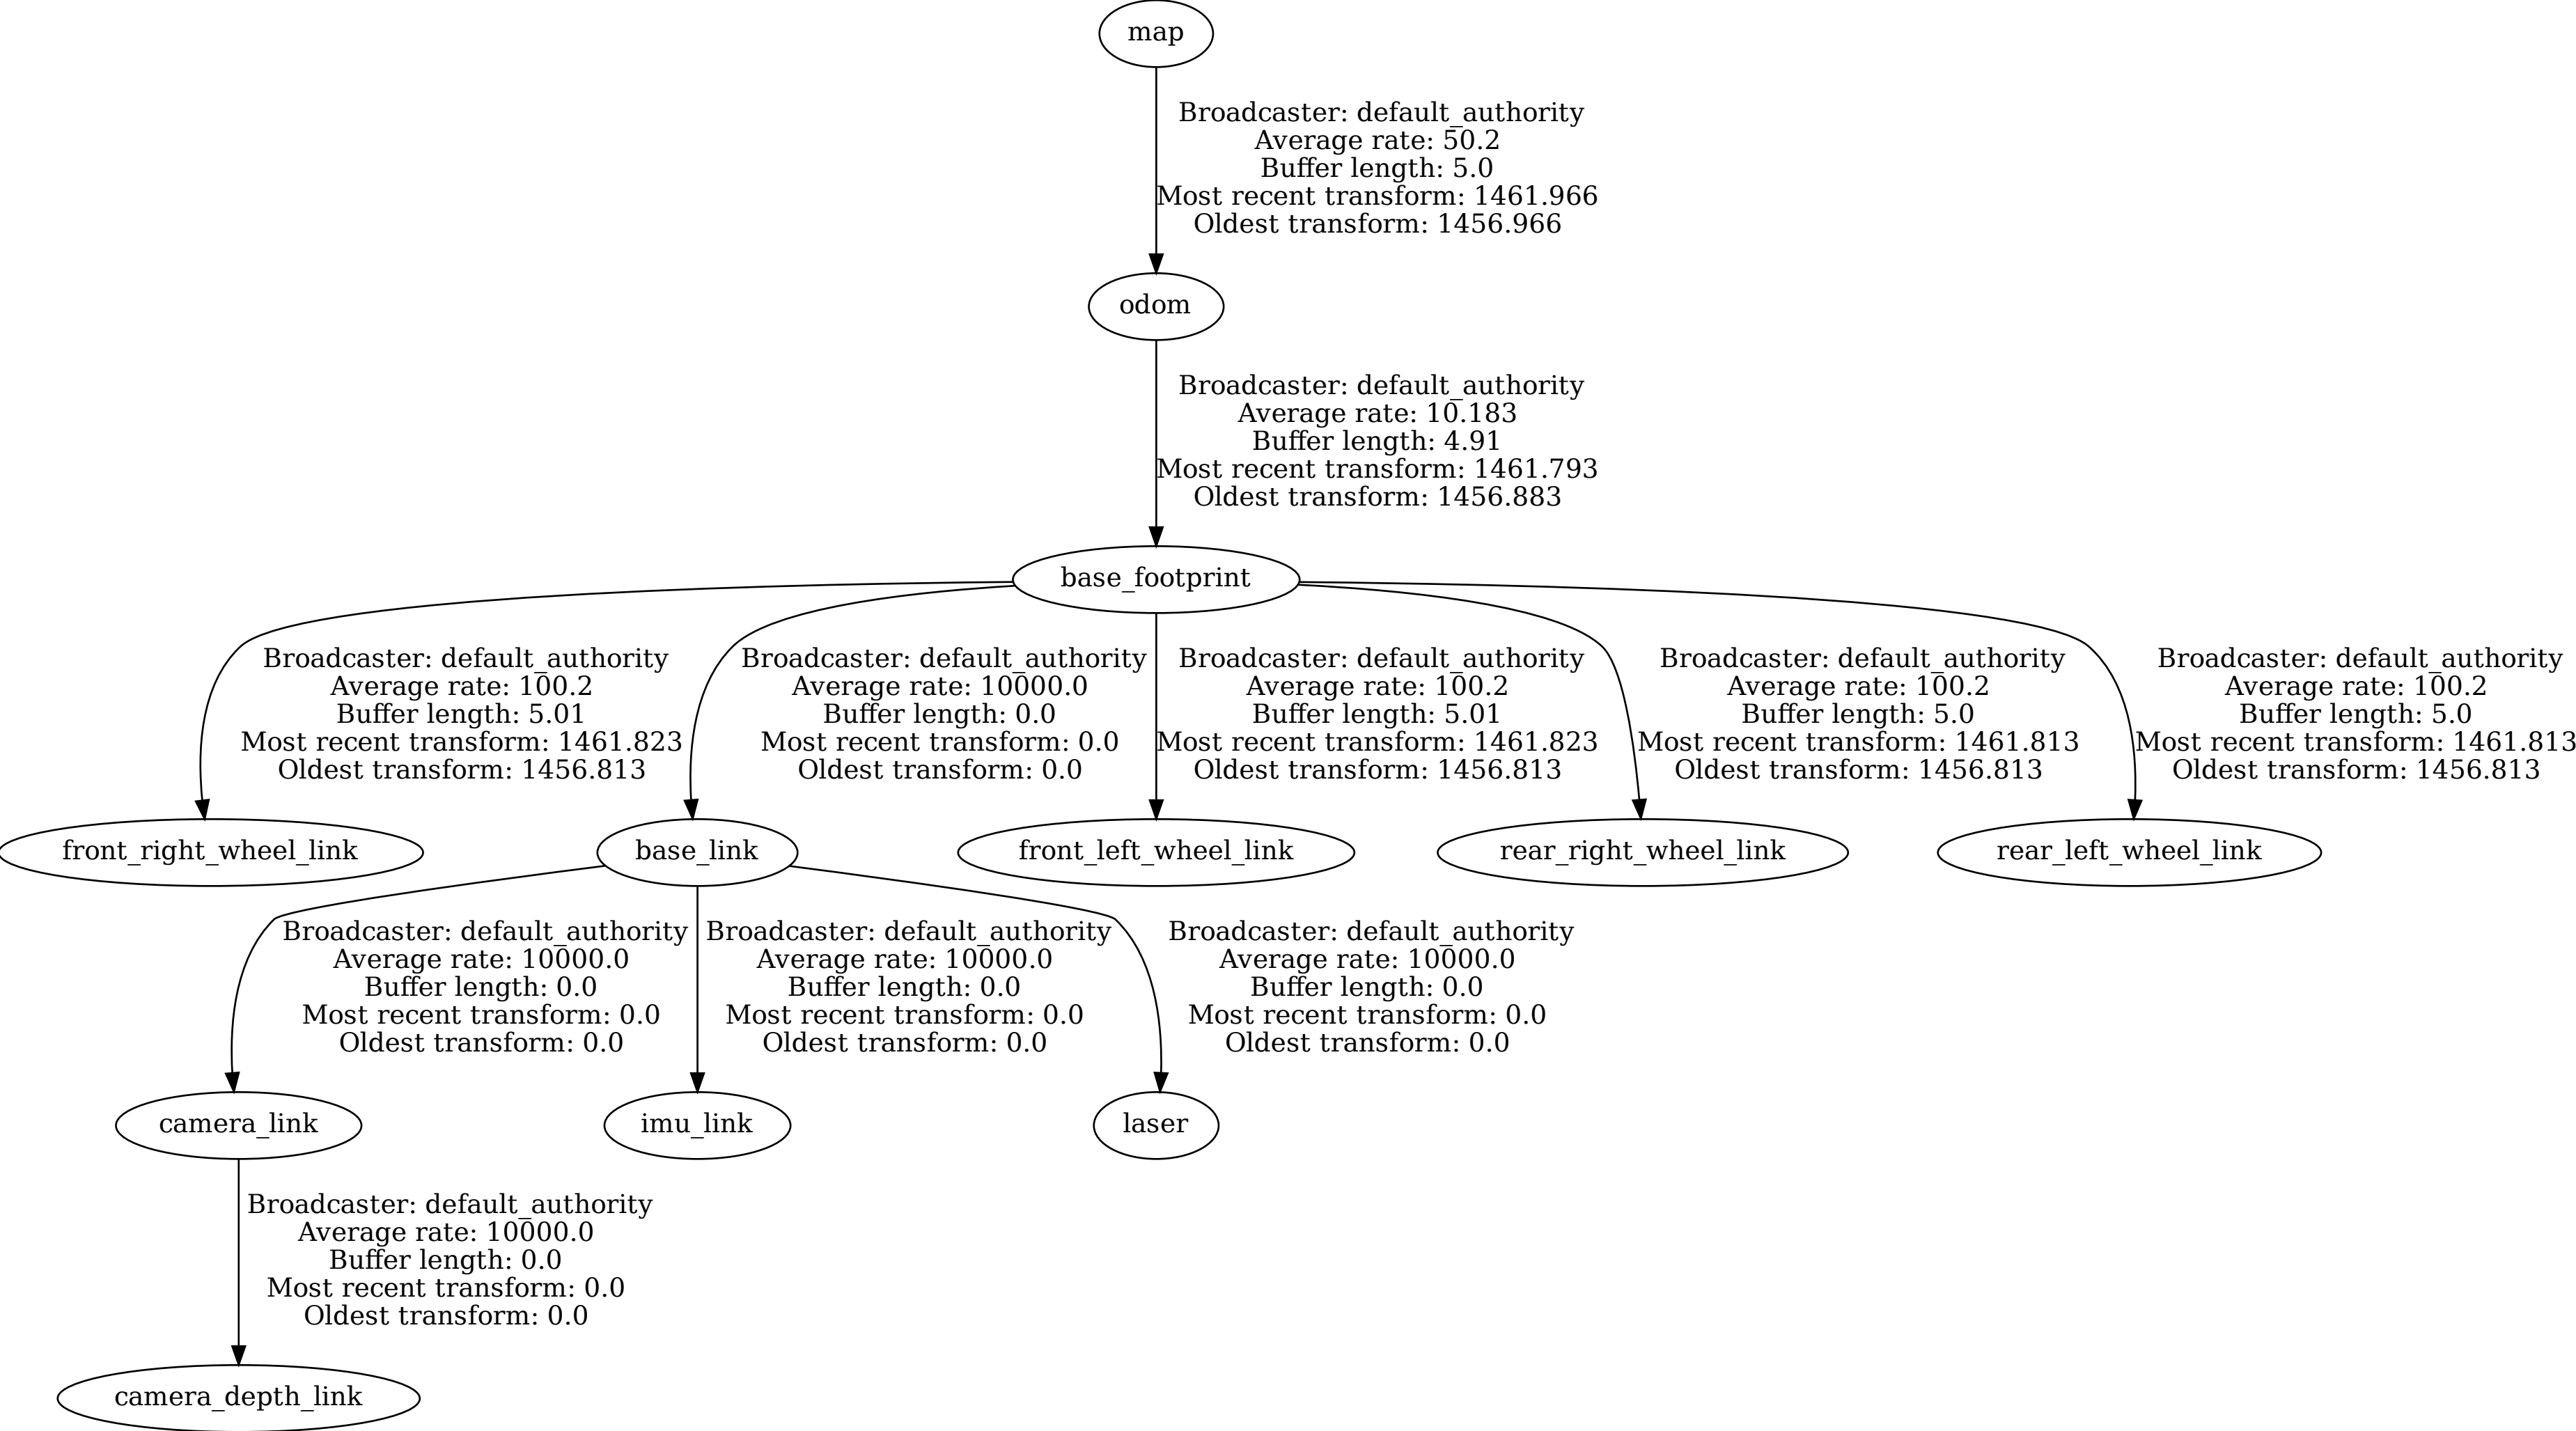 map
Broadcaster: default_authority
Average rate: 50.2
Buffer length: 5.0
Most recent transform: 1461.966
Oldest transform: 1456.966
odom
Broadcaster: default_authority
Average rate: 10.183
Buffer length: 4.91
Most recent transform: 1461.793
Oldest transform: 1456.883
base_footprint
Broadcaster: default_authority
Average rate: 100.2
Buffer length: 5.01
Most recent transform: 1461.823
Oldest transform: 1456.813
Broadcaster: default_authority
Average rate: 10000.0
Buffer length: 0.0
Most recent transform: 0.0
Oldest transform: 0.0
Broadcaster: default_authority
Average rate: 100.2
Buffer length: 5.01
Most recent transform: 1461.823
Oldest transform: 1456.813
Broadcaster: default_authority
Average rate: 100.2
Buffer length: 5.0
Most recent transform: 1461.813
Oldest transform: 1456.813
Broadcaster: default_authority
Average rate: 100.2
Buffer length: 5.0
Most recent transform: 1461.813
Oldest transform: 1456.813
front_right_wheel_link
base_link
front_left_wheel_link
rear_right_wheel_link
rear_left_wheel_link
Broadcaster: default_authority
Average rate: 10000.0
Buffer length: 0.0
Most recent transform: 0.0
Oldest transform: 0.0
Broadcaster: default_authority
Average rate: 10000.0
Buffer length: 0.0
Most recent transform: 0.0
Oldest transform: 0.0
Broadcaster: default_authority
Average rate: 10000.0
Buffer length: 0.0
Most recent transform: 0.0
Oldest transform: 0.0
camera_link
imu_link
laser
Broadcaster: default_authority
Average rate: 10000.0
Buffer length: 0.0
Most recent transform: 0.0
Oldest transform: 0.0
camera_depth_link